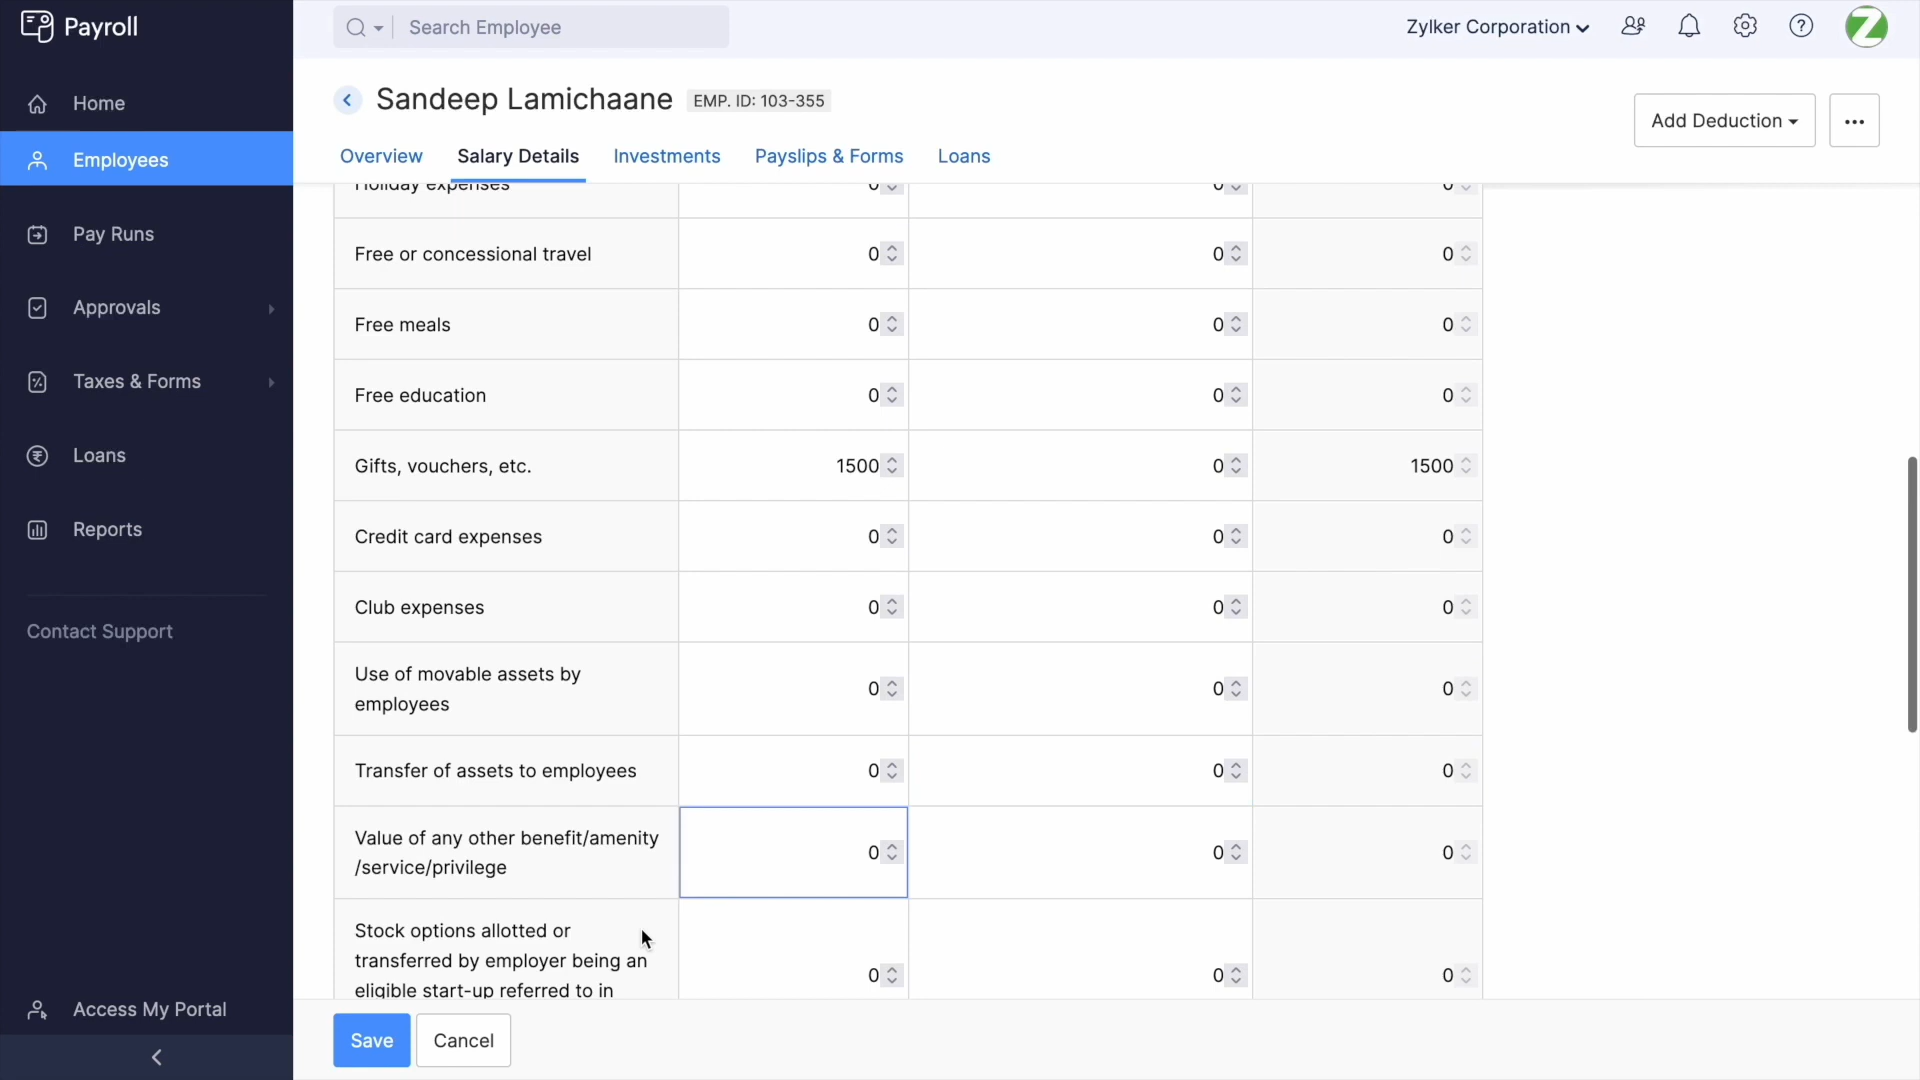 Payroll
Search Employee
Zylker Corporation
Home
Employees
Pay Runs
Approvals
Taxes & Forms
Loans
Reports
Contact Support
Access My Portal
Sandeep Lamichaane EMP. ID: 103-355
Add Deduction
Overview Salary Details Investments Payslips & Forms Loans
Holiday expenses 0 0 0
Free or concessional travel 0 0 0
Free meals 0 0 0
Free education 0 0 0
Gifts, vouchers, etc. 1500 0 1500
Credit card expenses 0 0 0
Club expenses 0 0 0
Use of movable assets by
employees 0 0 0
Transfer of assets to employees 0 0 0
Value of any other benefit/amenity
/service/privilege 0 0 0
Stock options allotted or
transferred by employer being an
eligible start-up referred to in 0 0 0
Save Cancel